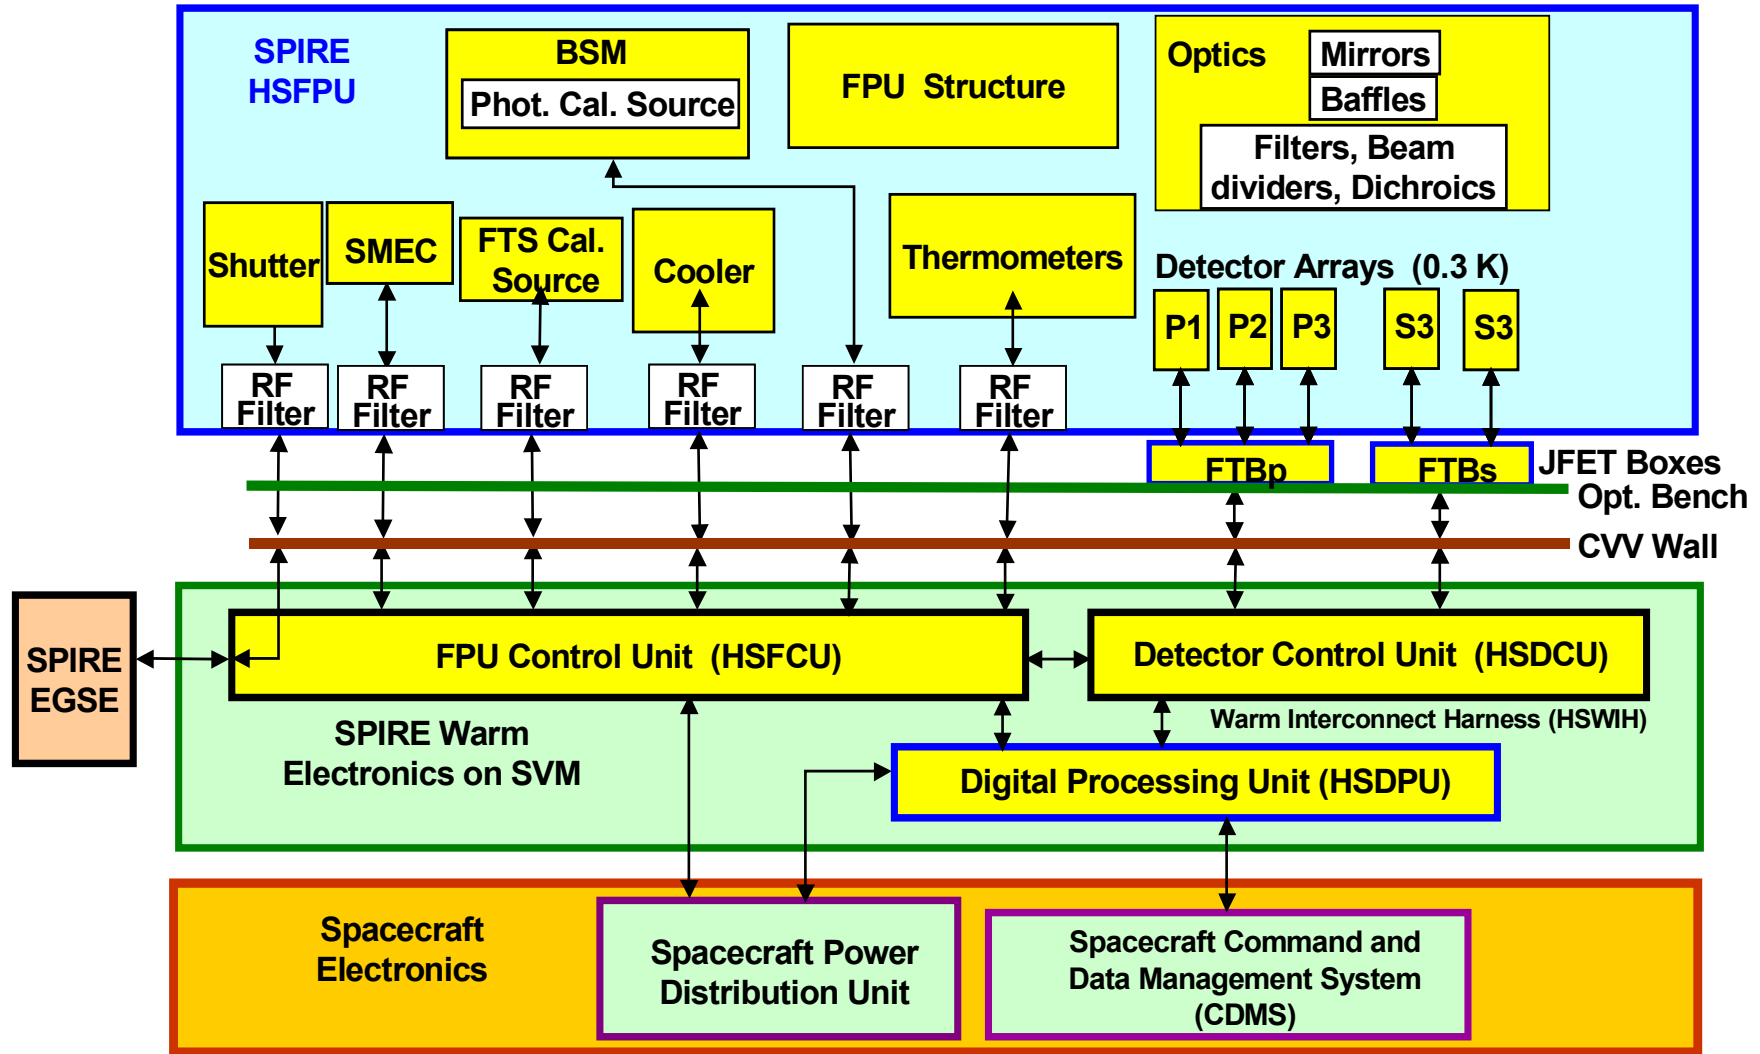 SPIRE
HSFPU
BSM
Phot. Cal. Source
FPU  Structure
Optics
Mirrors
Baffles
Filters, Beam
dividers, Dichroics
Shutter
SMEC
FTS Cal.
Source
Cooler
Thermometers
Detector Arrays  (0.3 K)
P1
P2
P3
S3
S3
RF
Filter
RF
Filter
RF
Filter
RF
Filter
RF
Filter
RF
Filter
FTBp
FTBs
JFET Boxes
Opt. Bench
CVV Wall
SPIRE
EGSE
FPU Control Unit  (HSFCU)
Detector Control Unit  (HSDCU)
Warm Interconnect Harness (HSWIH)
SPIRE Warm
Electronics on SVM
Digital Processing Unit (HSDPU)
Spacecraft
Electronics
Spacecraft Power
Distribution Unit
Spacecraft Command and
Data Management System
(CDMS)